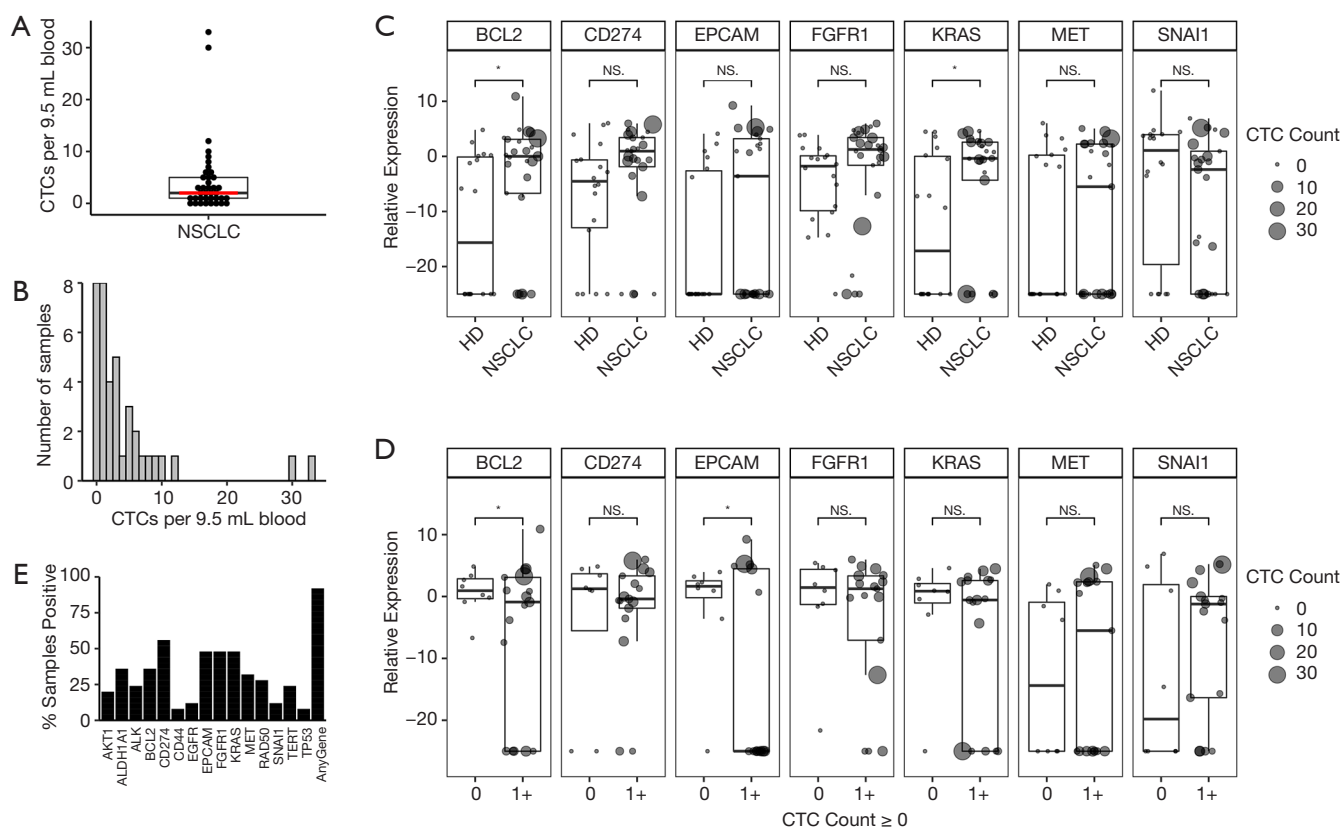 A
CTCs per 9.5 mL blood
30
20
10
0
NSCLC
B
Number of samples
8
6
4
2
0
0 10 20 30
CTCs per 9.5 mL blood
E
% Samples Positive
100
75
50
25
0
AKT1
ALDH1A1
ALK
BCL2
CD274
CD44
EGFR
EPCAM
FGFR1
KRAS
MET
RAD50
SNAI1
TERT
TP53
AnyGene
C
BCL2 CD274 EPCAM FGFR1 KRAS MET SNAI1
* NS. NS. NS. * NS. NS.
Relative Expression
10
0
−10
−20
HD NSCLC HD NSCLC HD NSCLC HD NSCLC HD NSCLC HD NSCLC HD NSCLC
CTC Count
0
10
20
30
D
BCL2 CD274 EPCAM FGFR1 KRAS MET SNAI1
* NS. * NS. NS. NS. NS.
Relative Expression
10
0
−10
−20
0 1+ 0 1+ 0 1+ 0 1+ 0 1+ 0 1+ 0 1+
CTC Count ≥ 0
CTC Count
0
10
20
30